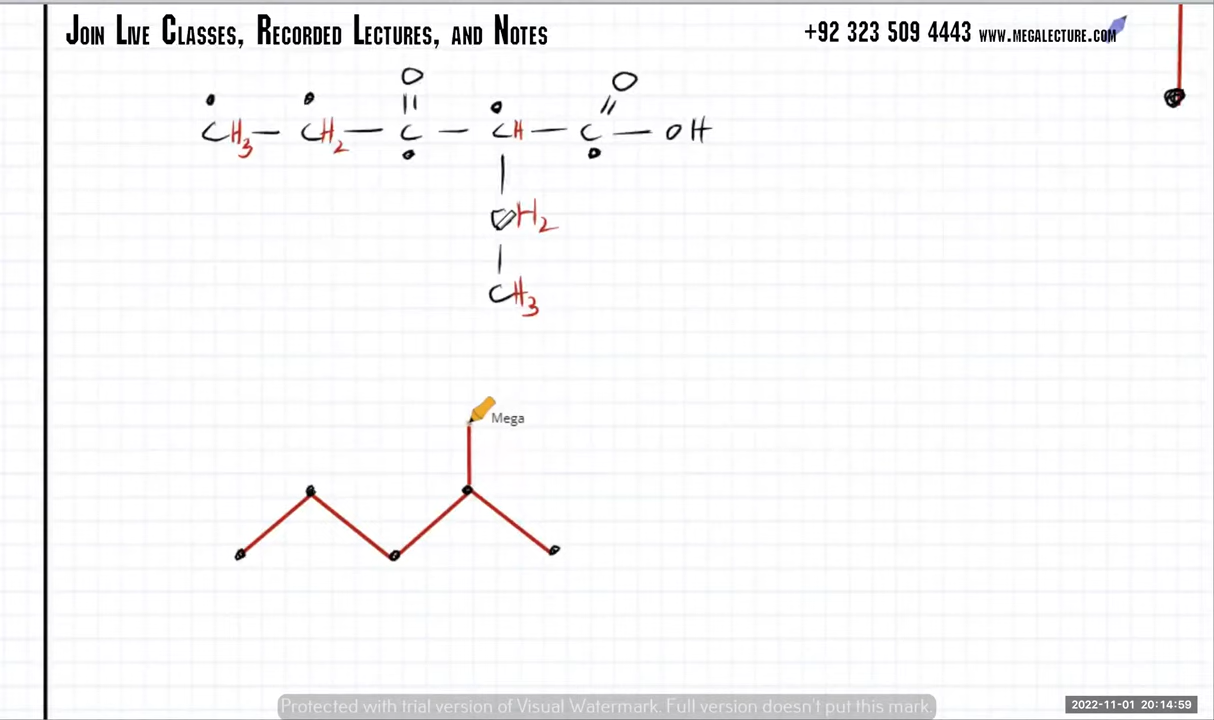 JOIN LIVE CLASSES, RECORDED LECTURES, AND NOTES
+92 323 509 4443 WWW.MEGALECTURE.COM
O O
CH3 — CH2 — C — CH — C — OH
H2
CH3
Mega
Protected with trial version of Visual Watermark. Full version doesn't put this mark.
2022-11-01 20:14:59